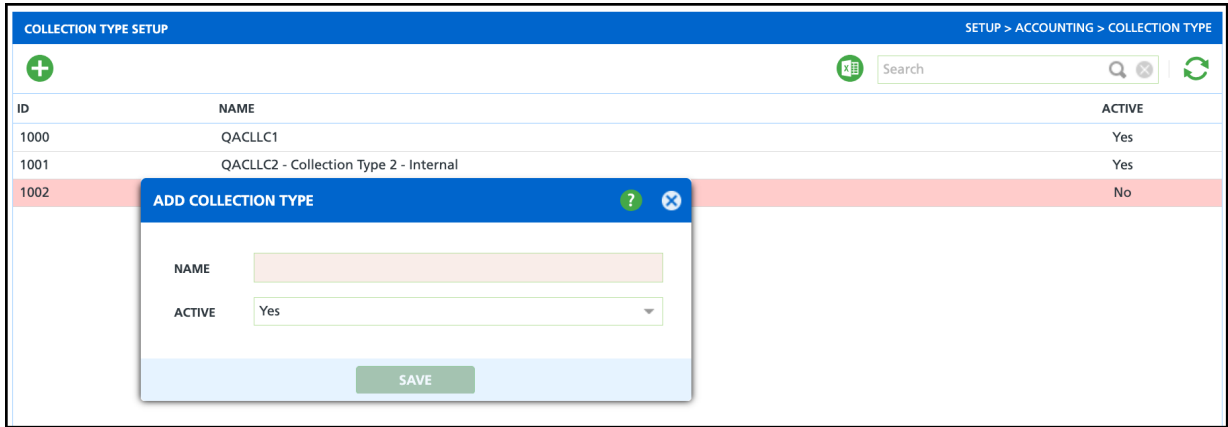 COLLECTION TYPE SETUP SETUP > ACCOUNTING > COLLECTION TYPE
Search
ID NAME ACTIVE
1000 QACLLC1 Yes
1001 QACLLC2 - Collection Type 2 - Internal Yes
1002 No
ADD COLLECTION TYPE ?
NAME
ACTIVE Yes
SAVE